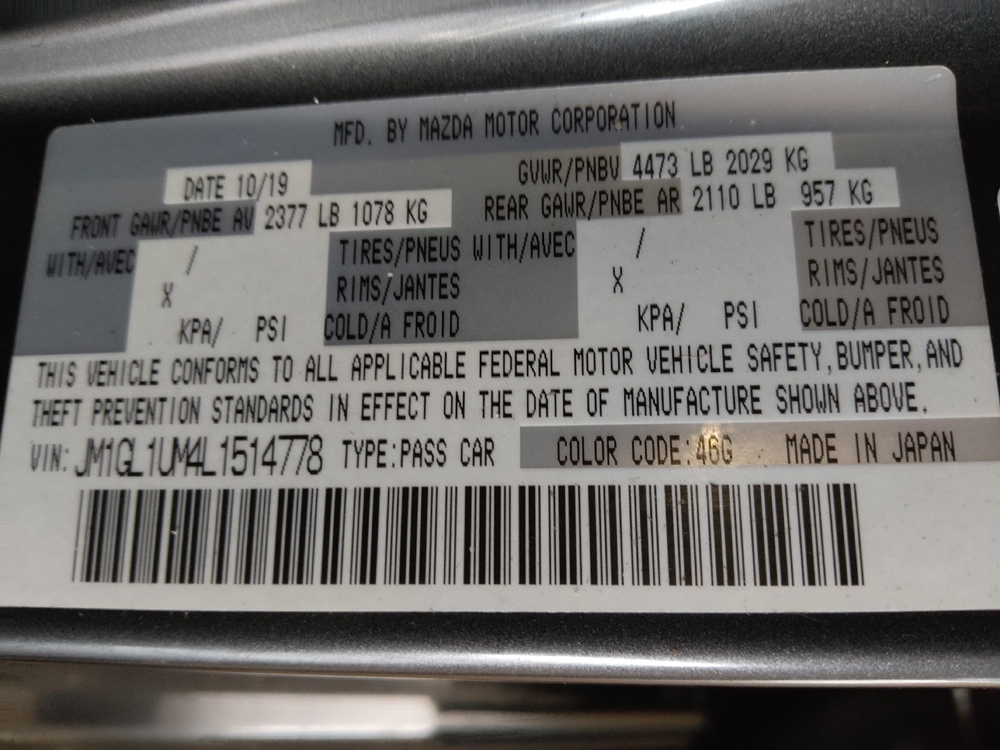 MFD. BY MAZDA MOTOR CORPORATION
DATE 10/19 GVWR/PNBV 4473 LB 2029 KG
FRONT GAWR/PNBE AV 2377 LB 1078 KG REAR GAWR/PNBE AR 2110 LB 957 KG
WITH/AVEC / TIRES/PNEUS WITH/AVEC / TIRES/PNEUS
X RIMS/JANTES X RIMS/JANTES
KPA/ PSI COLD/A FROID KPA/ PSI COLD/A FROID
THIS VEHICLE CONFORMS TO ALL APPLICABLE FEDERAL MOTOR VEHICLE SAFETY,BUMPER,AND
THEFT PREVENTION STANDARDS IN EFFECT ON THE DATE OF MANUFACTURE SHOWN ABOVE.
VIN: JM1GL1UM4L1514778 TYPE:PASS CAR COLOR CODE:46G MADE IN JAPAN